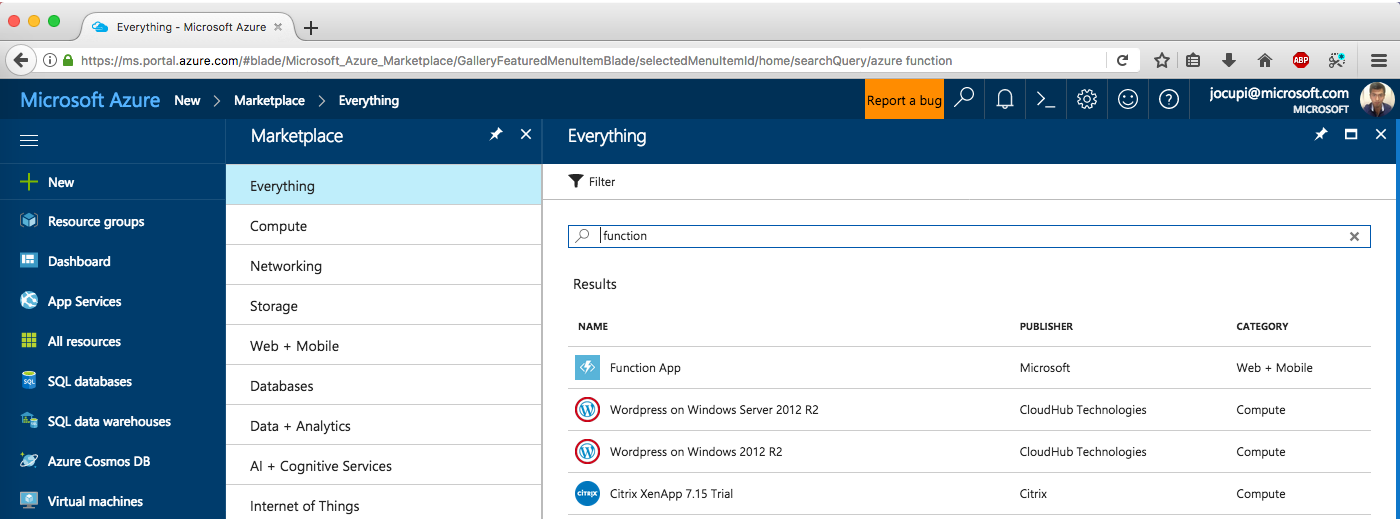 Everything - Microsoft Azure
https://ms.portal.azure.com/#blade/Microsoft_Azure_Marketplace/GalleryFeaturedMenuItemBlade/selectedMenuItemId/home/searchQuery/azure function
ABP
Microsoft Azure New > Marketplace > Everything
Report a bug
jocupi@microsoft.com
MICROSOFT
New
Resource groups
Dashboard
App Services
All resources
SQL
SQL databases
SQL data warehouses
Azure Cosmos DB
Virtual machines
Marketplace
Everything
Compute
Networking
Storage
Web + Mobile
Databases
Data + Analytics
AI + Cognitive Services
Internet of Things
Everything
Filter
function
Results
NAME PUBLISHER CATEGORY
Function App Microsoft Web + Mobile
Wordpress on Windows Server 2012 R2 CloudHub Technologies Compute
Wordpress on Windows 2012 R2 CloudHub Technologies Compute
CITRIX Citrix XenApp 7.15 Trial Citrix Compute